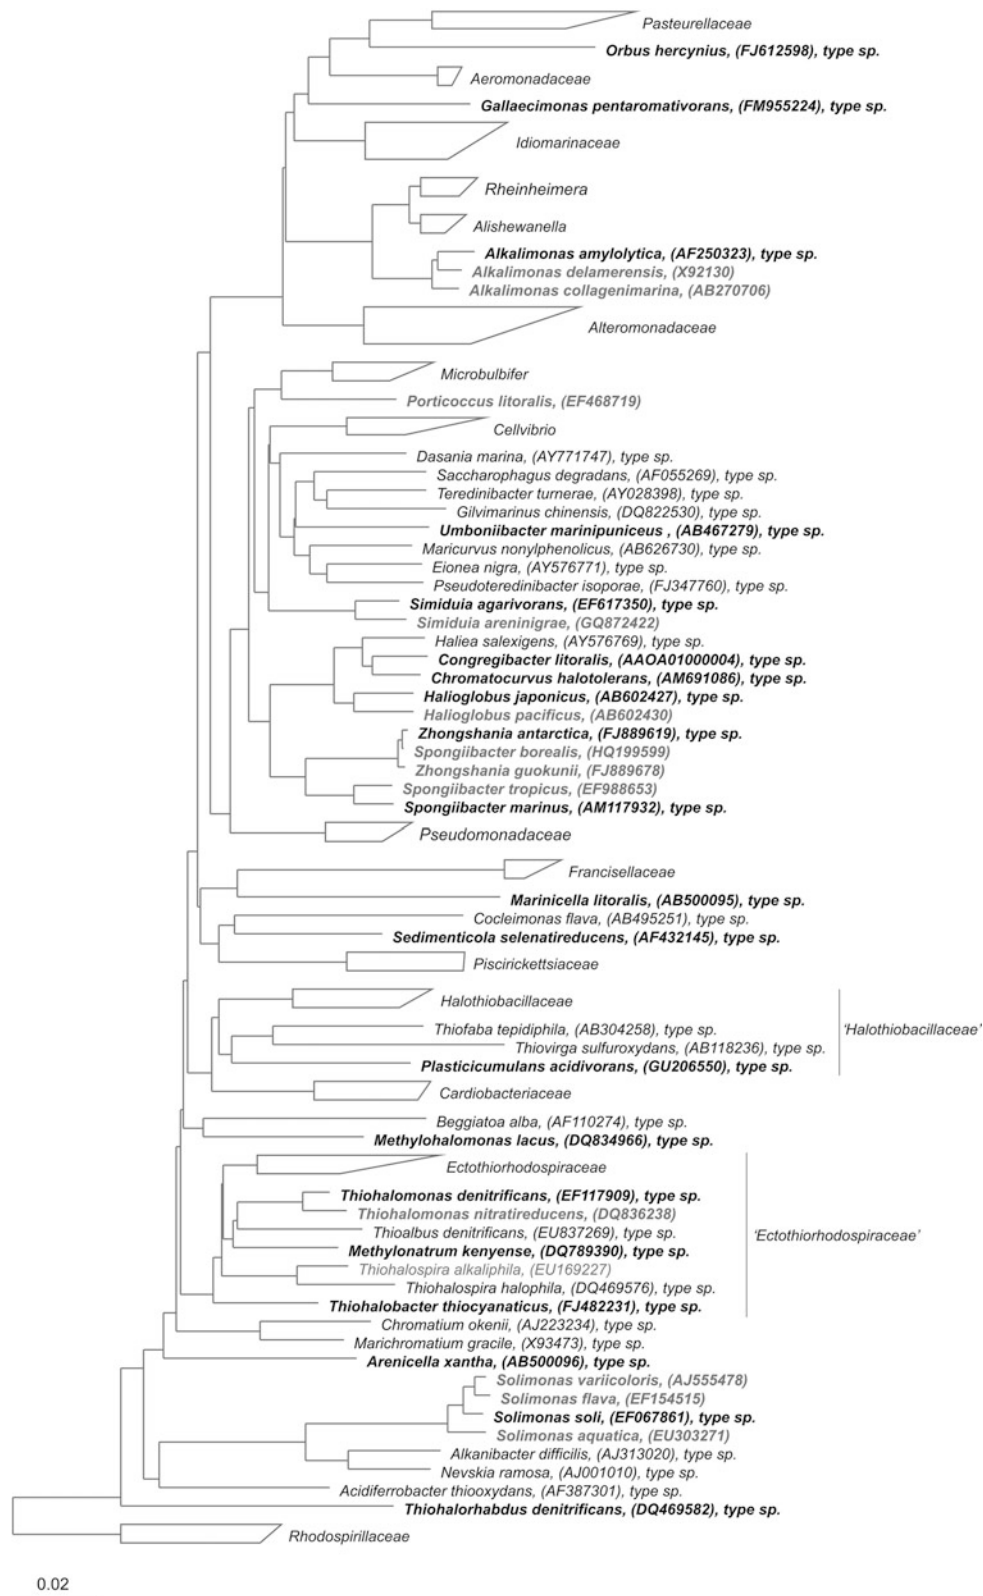 Pasteurellaceae
Orbus hercynius, (FJ612598), type sp.
Aeromonadaceae
Gallaecimonas pentaromativorans, (FM955224), type sp.
Idiomarinaceae
Rheinheimera
Alishewanella
Alkalimonas amylolytica, (AF250323), type sp.
Alkalimonas delamerensis, (X92130)
Alkalimonas collagenimarina, (AB270706)
Alteromonadaceae
Microbulbifer
Porticoccus litoralis, (EF468719)
Cellvibrio
Dasania marina, (AY771747), type sp.
Saccharophagus degradans, (AF055269), type sp.
Teredinibacter turnerae, (AY028398), type sp.
Gilvimarinus chinensis, (DQ822530), type sp.
Umboniibacter marinipuniceus , (AB467279), type sp.
Maricurvus nonylphenolicus, (AB626730), type sp.
Eionea nigra, (AY576771), type sp.
Pseudoteredinibacter isoporae, (FJ347760), type sp.
Simiduia agarivorans, (EF617350), type sp.
Simiduia areninigrae, (GQ872422)
Haliea salexigens, (AY576769), type sp.
Congregibacter litoralis, (AAOA01000004), type sp.
Chromatocurvus halotolerans, (AM691086), type sp.
Halioglobus japonicus, (AB602427), type sp.
Halioglobus pacificus, (AB602430)
Zhongshania antarctica, (FJ889619), type sp.
Spongiibacter borealis, (HQ199599)
Zhongshania guokunii, (FJ889678)
Spongiibacter tropicus, (EF988653)
Spongiibacter marinus, (AM117932), type sp.
Pseudomonadaceae
Francisellaceae
Marinicella litoralis, (AB500095), type sp.
Cocleimonas flava, (AB495251), type sp.
Sedimenticola selenatireducens, (AF432145), type sp.
Piscirickettsiaceae
Halothiobacillaceae
Thiofaba tepidiphila, (AB304258), type sp.
'Halothiobacillaceae'
Thiovirga sulfuroxydans, (AB118236), type sp.
Plasticicumulans acidivorans, (GU206550), type sp.
Cardiobacteriaceae
Beggiatoa alba, (AF110274), type sp.
Methylohalomonas lacus, (DQ834966), type sp.
Ectothiorhodospiraceae
Thiohalomonas denitrificans, (EF117909), type sp.
Thiohalomonas nitratireducens, (DQ836238)
Thioalbus denitrificans, (EU837269), type sp.
'Ectothiorhodospiraceae'
Methylonatrum kenyense, (DQ789390), type sp.
Thiohalospira alkaliphila, (EU169227)
Thiohalospira halophila, (DQ469576), type sp.
Thiohalobacter thiocyanaticus, (FJ482231), type sp.
Chromatium okenii, (AJ223234), type sp.
Marichromatium gracile, (X93473), type sp.
Arenicella xantha, (AB500096), type sp.
Solimonas variicoloris, (AJ555478)
Solimonas flava, (EF154515)
Solimonas soli, (EF067861), type sp.
Solimonas aquatica, (EU303271)
Alkanibacter difficilis, (AJ313020), type sp.
Nevskia ramosa, (AJ001010), type sp.
Acidiferrobacter thiooxydans, (AF387301), type sp.
Thiohalorhabdus denitrificans, (DQ469582), type sp.
Rhodospirillaceae
0.02